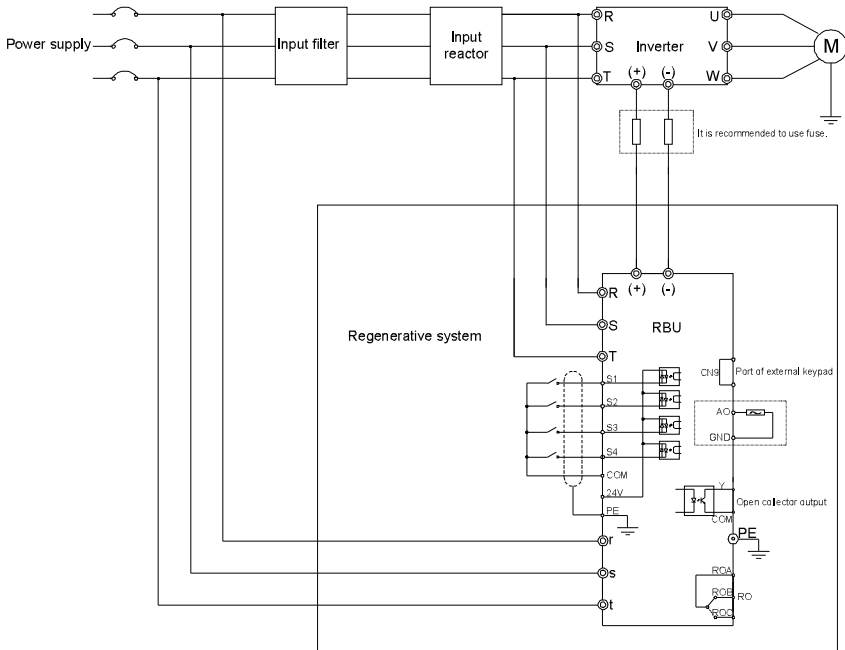 Power supply
Input filter
Input
reactor
R
S
T
Inverter
(+)
(-)
U
V
W
M
It is recommended to use fuse.
Regenerative system
(+)
(-)
R
S
T
RBU
S1
S2
S3
S4
COM
24V
PE
r
s
t
CN9
Port of external keypad
AO
GND
Y
Open collector output
COM
PE
ROA
ROB
RO
ROC